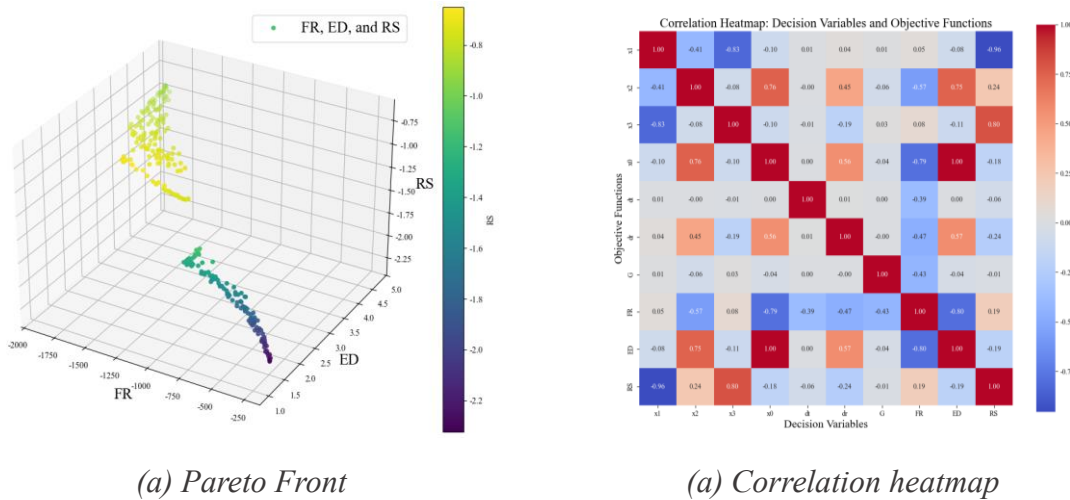 FR, ED, and RS
-0.75
-1.00
-1.25
-1.50
-1.75
-2.00
-2.25
RS
5.0
4.5
4.0
3.5
3.0
2.5
2.0
1.5
1.0
ED
-2000
-1750
-1500
-1250
-1000
-750
-500
-250
FR
-0.8
-1.0
-1.2
-1.4
-1.6
-1.8
-2.0
-2.2
RS
(a) Pareto Front
Correlation Heatmap: Decision Variables and Objective Functions
x1 1.00 -0.41 -0.83 -0.10 0.01 0.04 0.01 0.05 -0.08 -0.96
x2 -0.41 1.00 -0.08 0.76 -0.00 0.45 -0.06 -0.57 0.75 0.24
x3 -0.83 -0.08 1.00 -0.10 -0.01 -0.19 0.03 0.08 -0.11 0.80
x0 -0.10 0.76 -0.10 1.00 0.00 0.56 -0.04 -0.79 1.00 -0.18
0.01 -0.00 -0.01 0.00 1.00 0.01 0.00 -0.39 0.00 -0.06
dr 0.04 0.45 -0.19 0.56 0.01 1.00 -0.00 -0.47 0.57 -0.24
G 0.01 -0.06 0.03 -0.04 0.00 -0.00 1.00 -0.43 -0.04 -0.01
FR 0.05 -0.57 0.08 -0.79 -0.39 -0.47 -0.43 1.00 -0.80 0.19
ED -0.08 0.75 -0.11 1.00 0.00 0.57 -0.04 -0.80 1.00 -0.19
RS -0.96 0.24 0.80 -0.18 -0.06 -0.24 -0.01 0.19 -0.19 1.00
x1 x2 x3 x0 dr G FR ED RS
Decision Variables
Objective Functions
1.00
0.75
0.50
0.25
0.00
-0.25
-0.50
-0.75
(a) Correlation heatmap